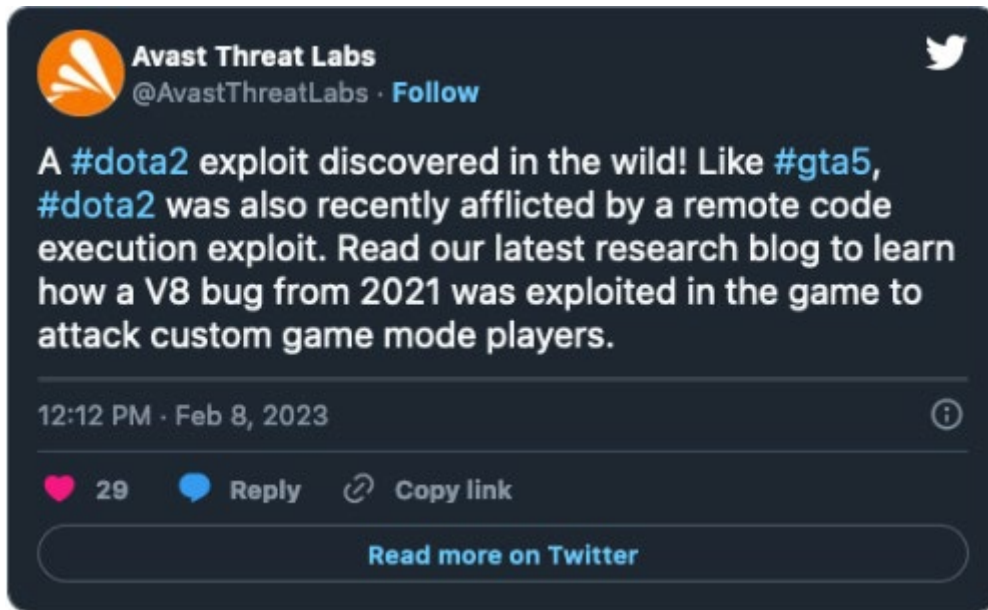 Avast Threat Labs
@AvastThreatLabs · Follow
A #dota2 exploit discovered in the wild! Like #gta5,
#dota2 was also recently afflicted by a remote code
execution exploit. Read our latest research blog to learn
how a V8 bug from 2021 was exploited in the game to
attack custom game mode players.
12:12 PM · Feb 8, 2023
29 Reply Copy link
Read more on Twitter